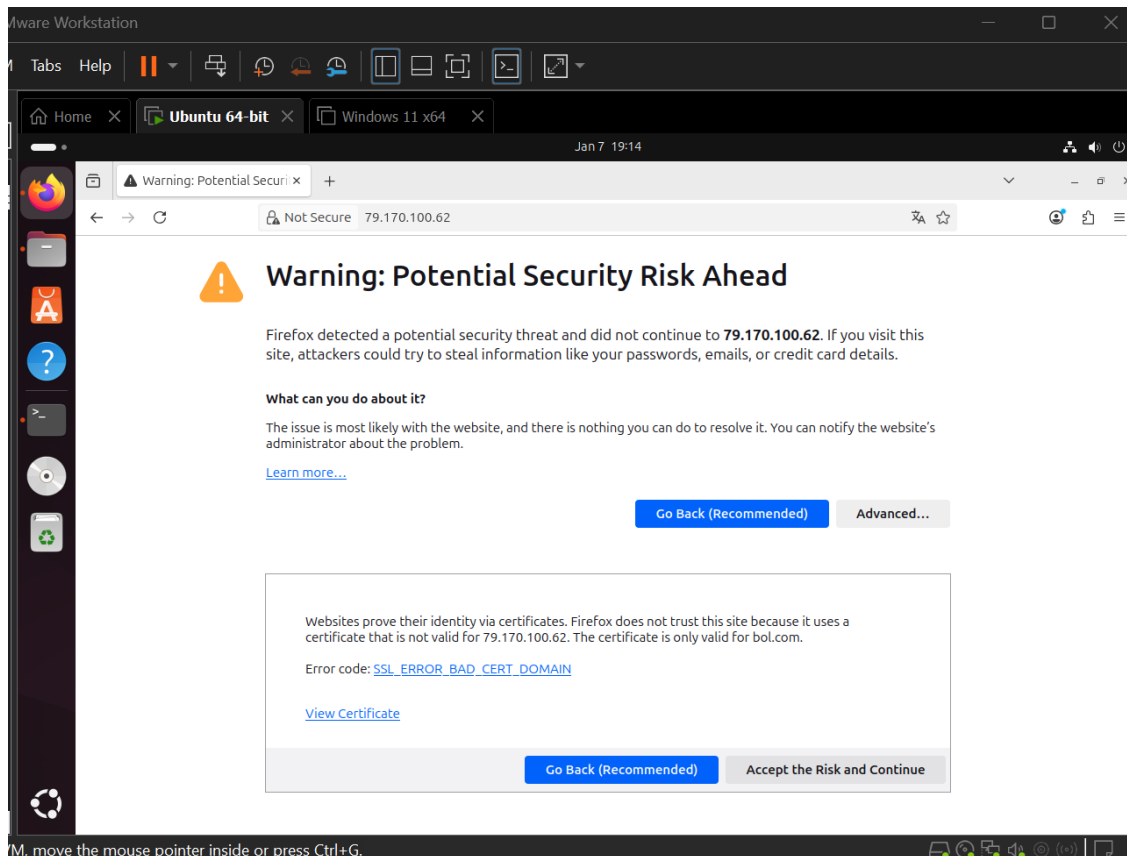 Mware Workstation
Tabs Help
Home Ubuntu 64-bit Windows 11 x64
Jan 7 19:14
Warning: Potential Securi
Not Secure 79.170.100.62
Warning: Potential Security Risk Ahead
Firefox detected a potential security threat and did not continue to 79.170.100.62. If you visit this
site, attackers could try to steal information like your passwords, emails, or credit card details.
What can you do about it?
The issue is most likely with the website, and there is nothing you can do to resolve it. You can notify the website's
administrator about the problem.
Learn more...
Go Back (Recommended) Advanced...
Websites prove their identity via certificates. Firefox does not trust this site because it uses a
certificate that is not valid for 79.170.100.62. The certificate is only valid for bol.com.
Error code: SSL_ERROR_BAD_CERT_DOMAIN
View Certificate
Go Back (Recommended) Accept the Risk and Continue
VM, move the mouse pointer inside or press Ctrl+G.